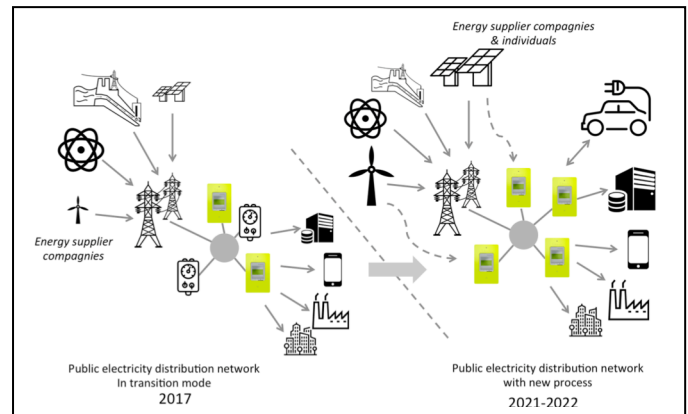 Energy supplier compagnies
& individuals
Energy supplier
compagnies
Public electricity distribution network
In transition mode
2017
Public electricity distribution network
with new process
2021-2022